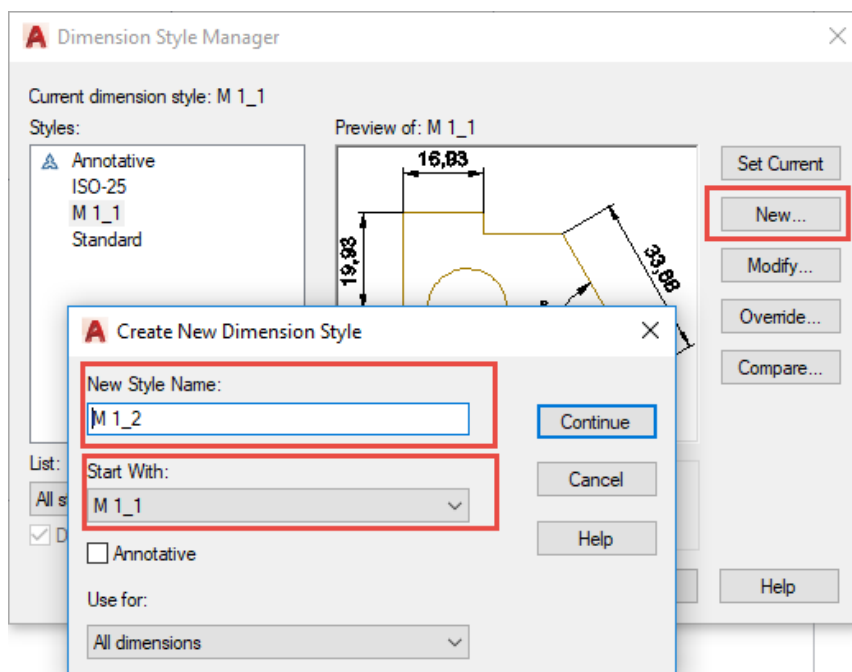 Dimension Style Manager
Current dimension style: M 1_1
Styles:
Annotative
ISO-25
M 1_1
Standard
Preview of: M 1_1
16,93
19,93
33,68
Set Current
New...
Modify...
Override...
Compare...
List:
All
Help
Create New Dimension Style
New Style Name:
M 1_2
Continue
Start With:
M 1_1
Cancel
Annotative
Help
Use for:
All dimensions